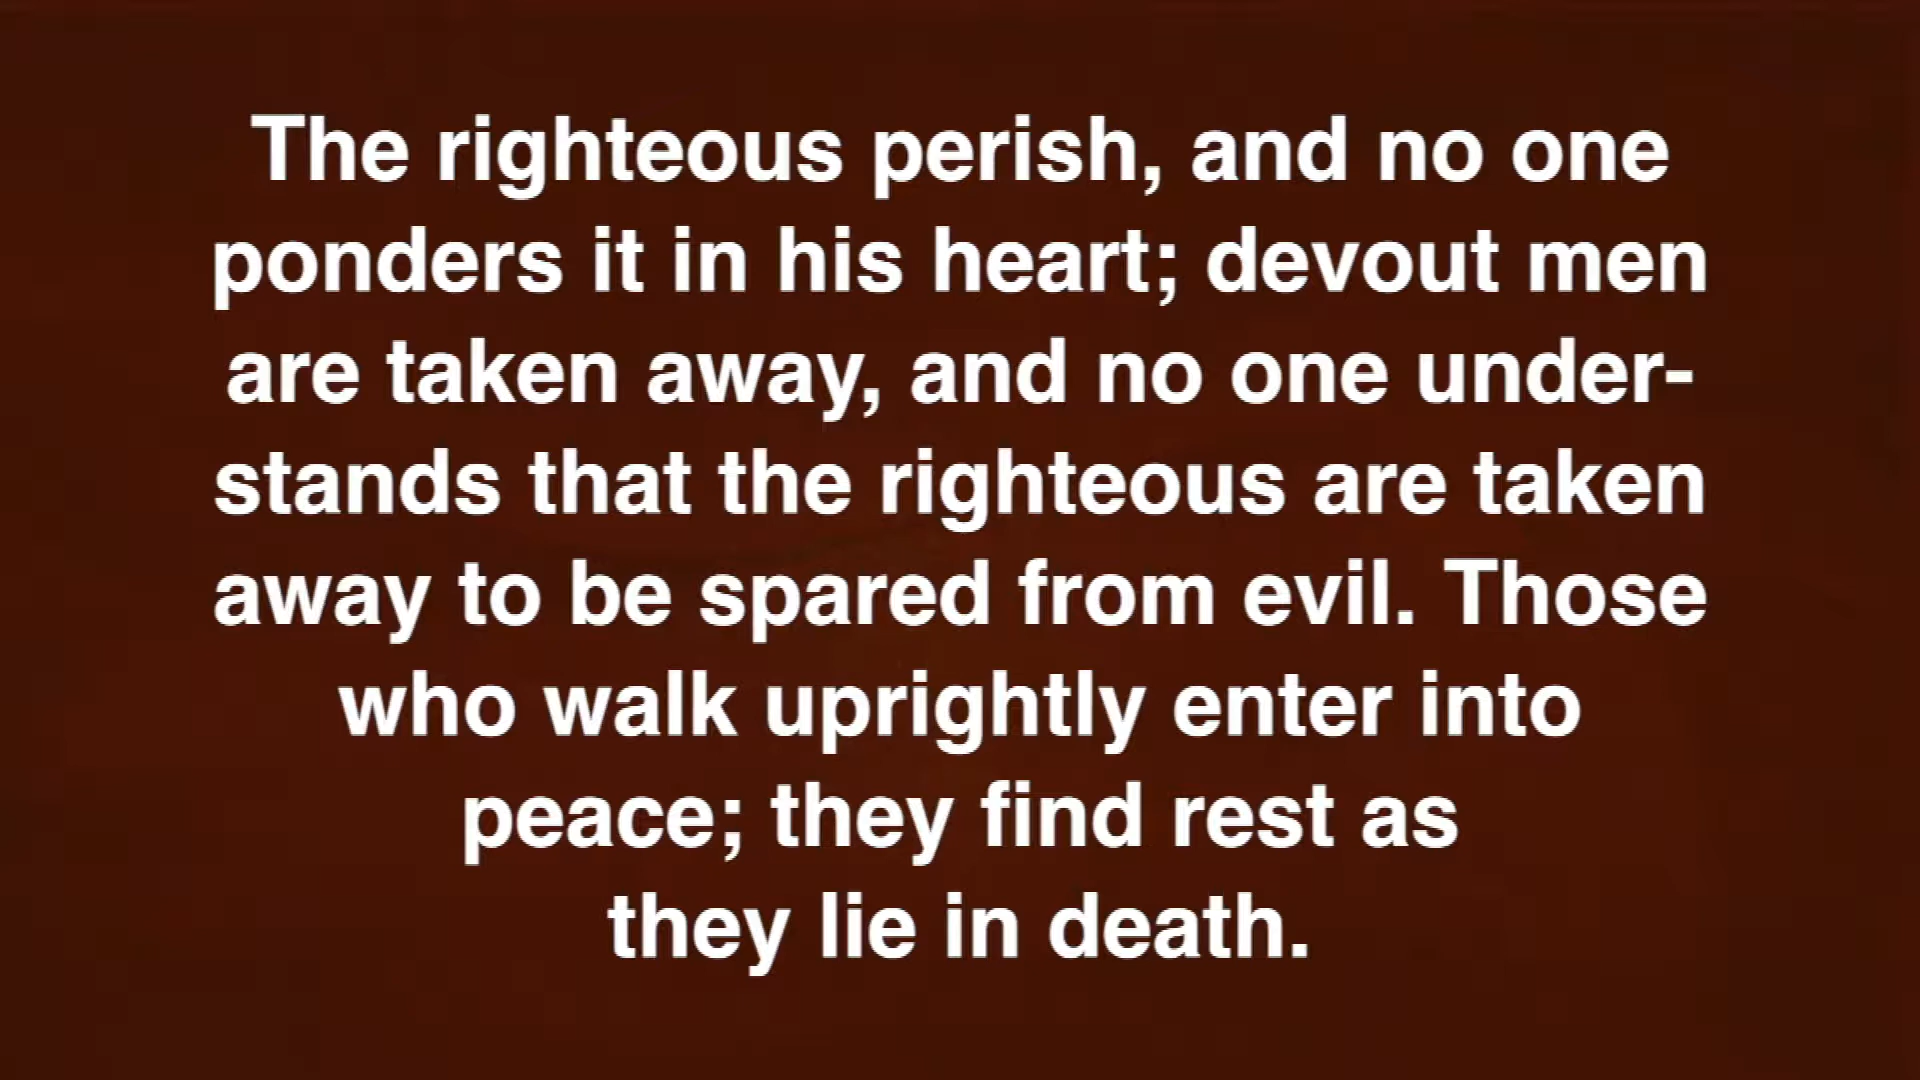 The righteous perish, and no one
ponders it in his heart; devout men
are taken away, and no one under-
stands that the righteous are taken
away to be spared from evil. Those
who walk uprightly enter into
peace; they find rest as
they lie in death.